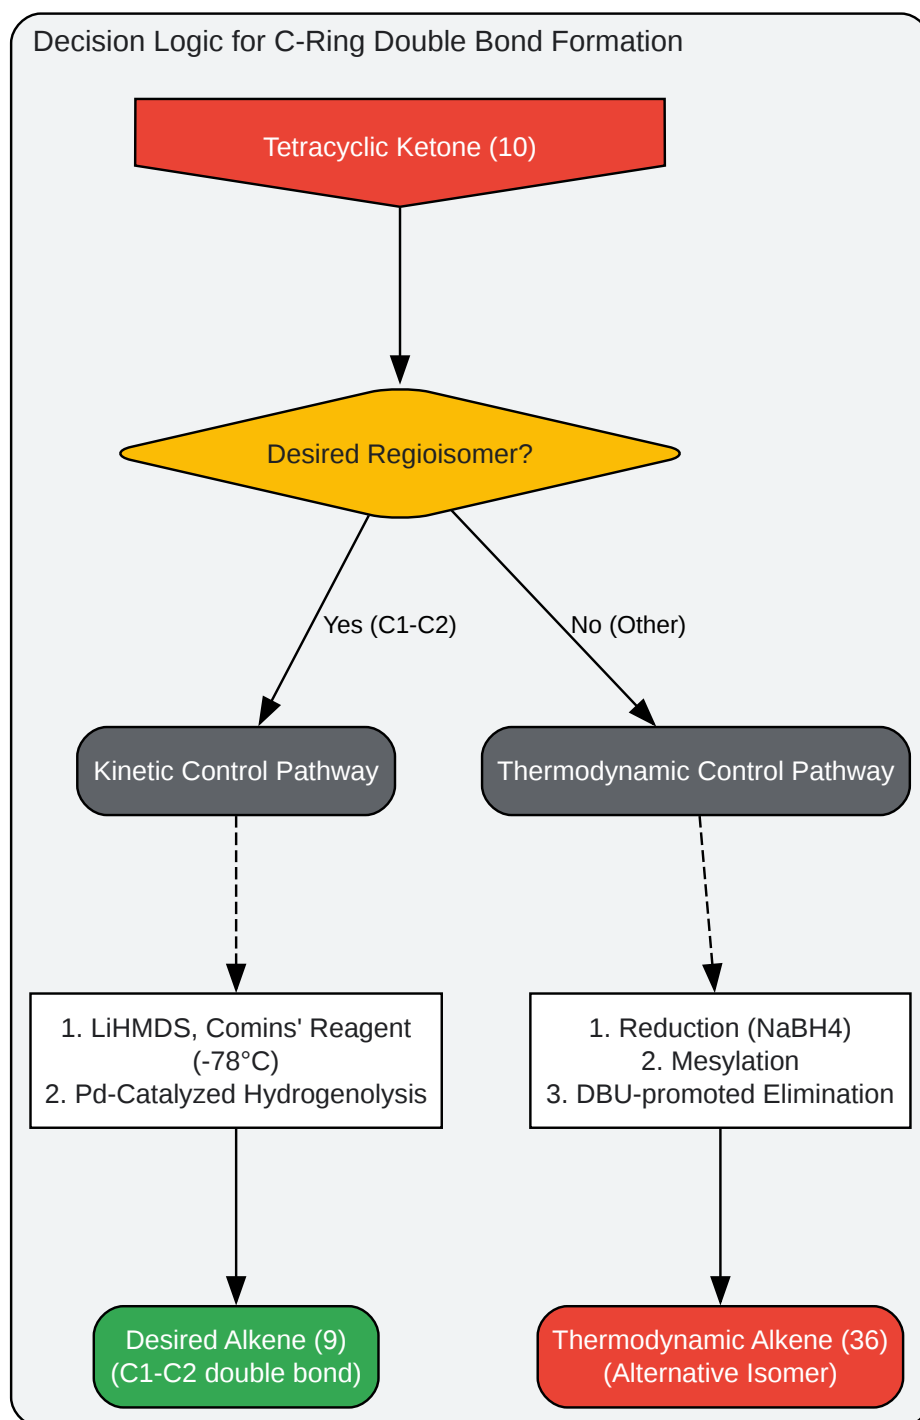 Decision Logic for C-Ring Double Bond Formation
Tetracyclic Ketone (10)
Desired Regioisomer?
Yes (C1-C2)
No (Other)
Kinetic Control Pathway
Thermodynamic Control Pathway
1. LiHMDS, Comins' Reagent
(-78°C)
2. Pd-Catalyzed Hydrogenolysis
1. Reduction (NaBH4)
2. Mesylation
3. DBU-promoted Elimination
Desired Alkene (9)
(C1-C2 double bond)
Thermodynamic Alkene (36)
(Alternative Isomer)